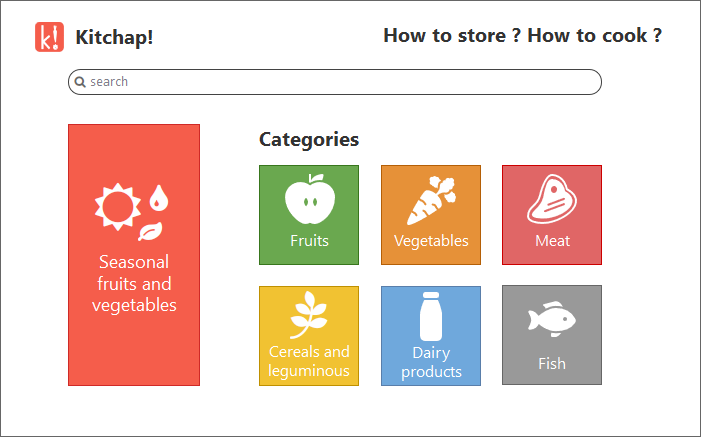 k!
Kitchap!
How to store ? How to cook ?
search
Seasonal
fruits and
vegetables
Categories
Fruits
Vegetables
Meat
Cereals and
leguminous
Dairy
products
Fish